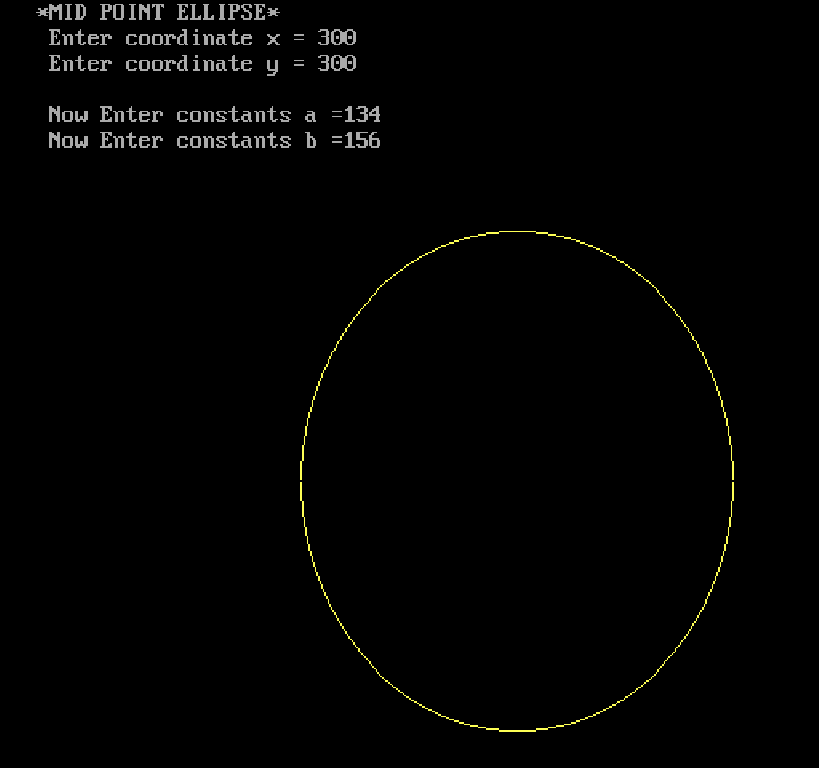 *MID POINT ELLIPSE*
Enter coordinate x = 300
Enter coordinate y = 300
Now Enter constants a =134
Now Enter constants b =156